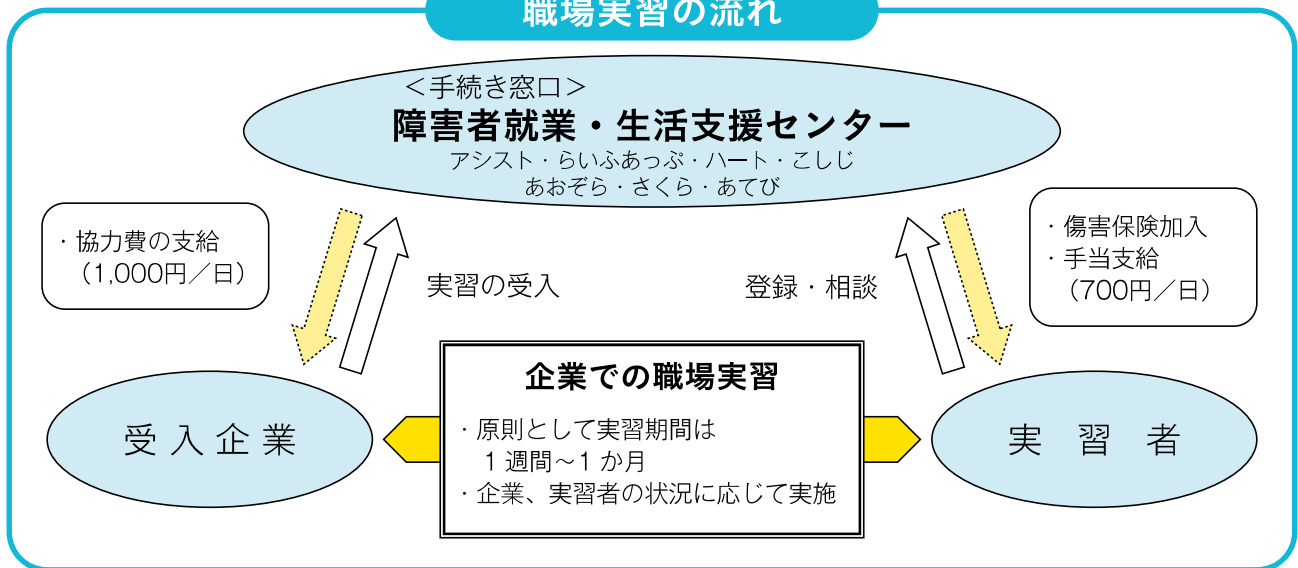 職場実習の流れ
＜手続き窓口＞
障害者就業・生活支援センター
アシスト・らいふあっぷ・ハート・こしじ
あおぞら・さくら・あてび
・協力費の支給
（1,000円／日）
実習の受入
登録・相談
・傷害保険加入
・手当支給
（700円／日）
企業での職場実習
・原則として実習期間は
1 週間～1 か月
・企業、実習者の状況に応じて実施
受 入 企 業
実　習　者